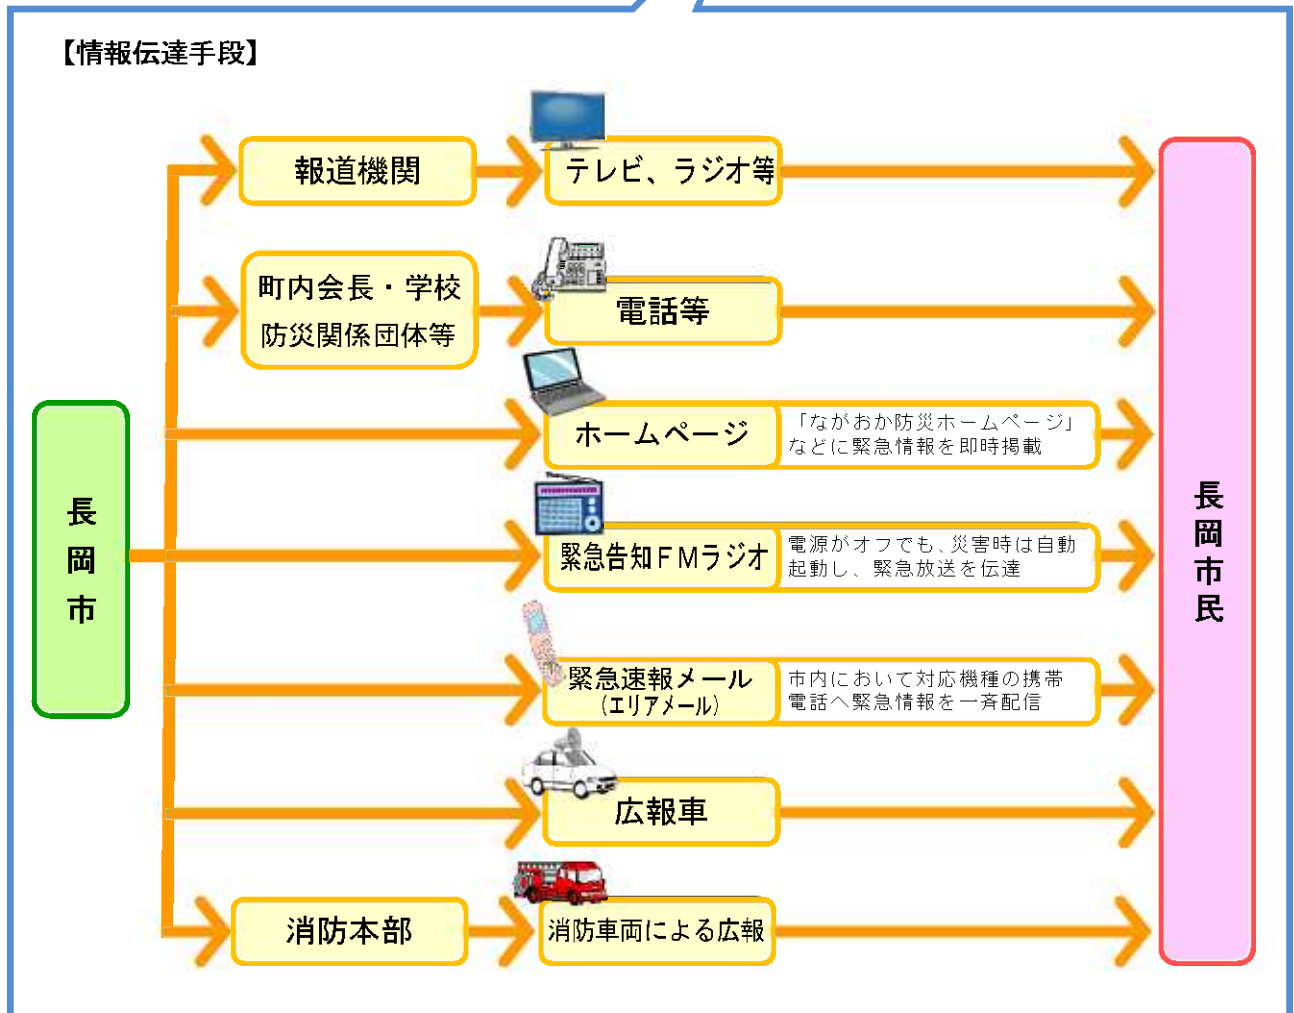 【情報伝達手段】
報道機関
テレビ、ラジオ等
町内会長・学校
防災関係団体等
電話等
ホームページ
「ながおか防災ホームページ」
などに緊急情報を即時掲載
緊急告知ＦＭラジオ
電源がオフでも、災害時は自動
起動し、緊急放送を伝達
緊急速報メール
（エリアメール）
市内において対応機種の携帯
電話へ緊急情報を一斉配信
広報車
消防本部
消防車両による広報
長岡市
長岡市民